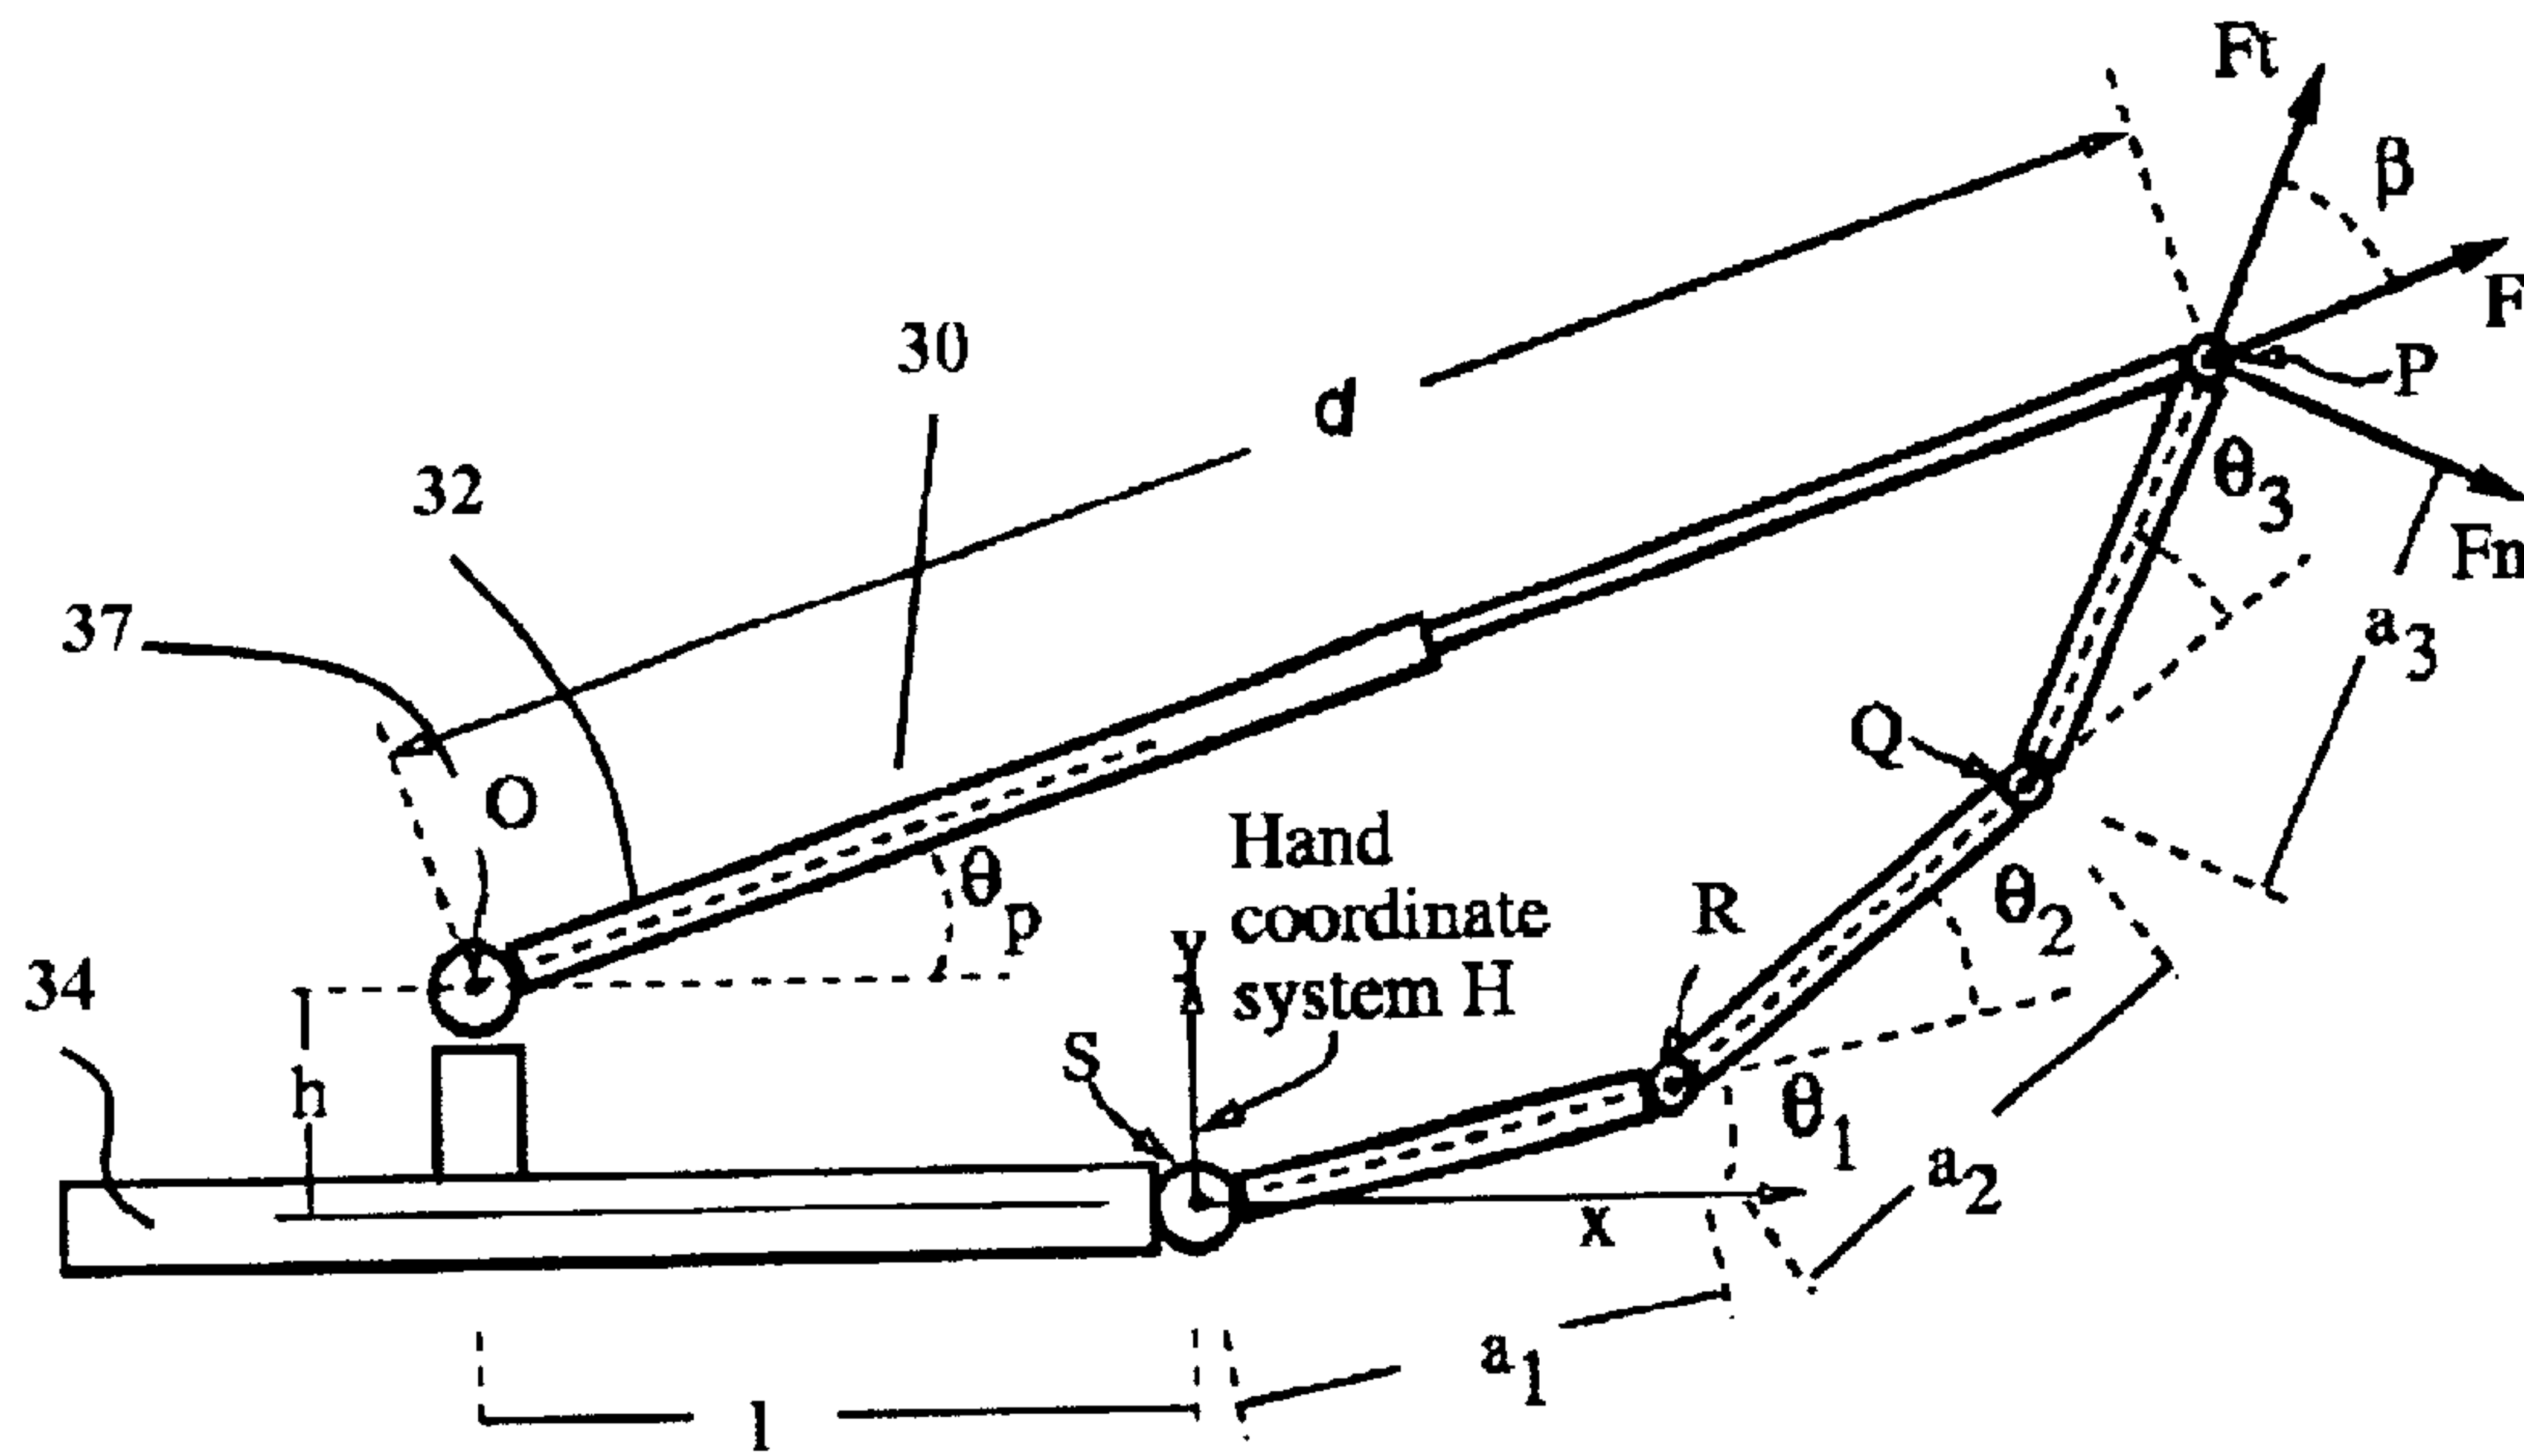 Ft
β
F
P
30
d
θ3
Fn
32
a3
37
Q
O
Hand
coordinate
system H
θp
θ2
R
y
34
S
h
θ1
a2
x
a1
l